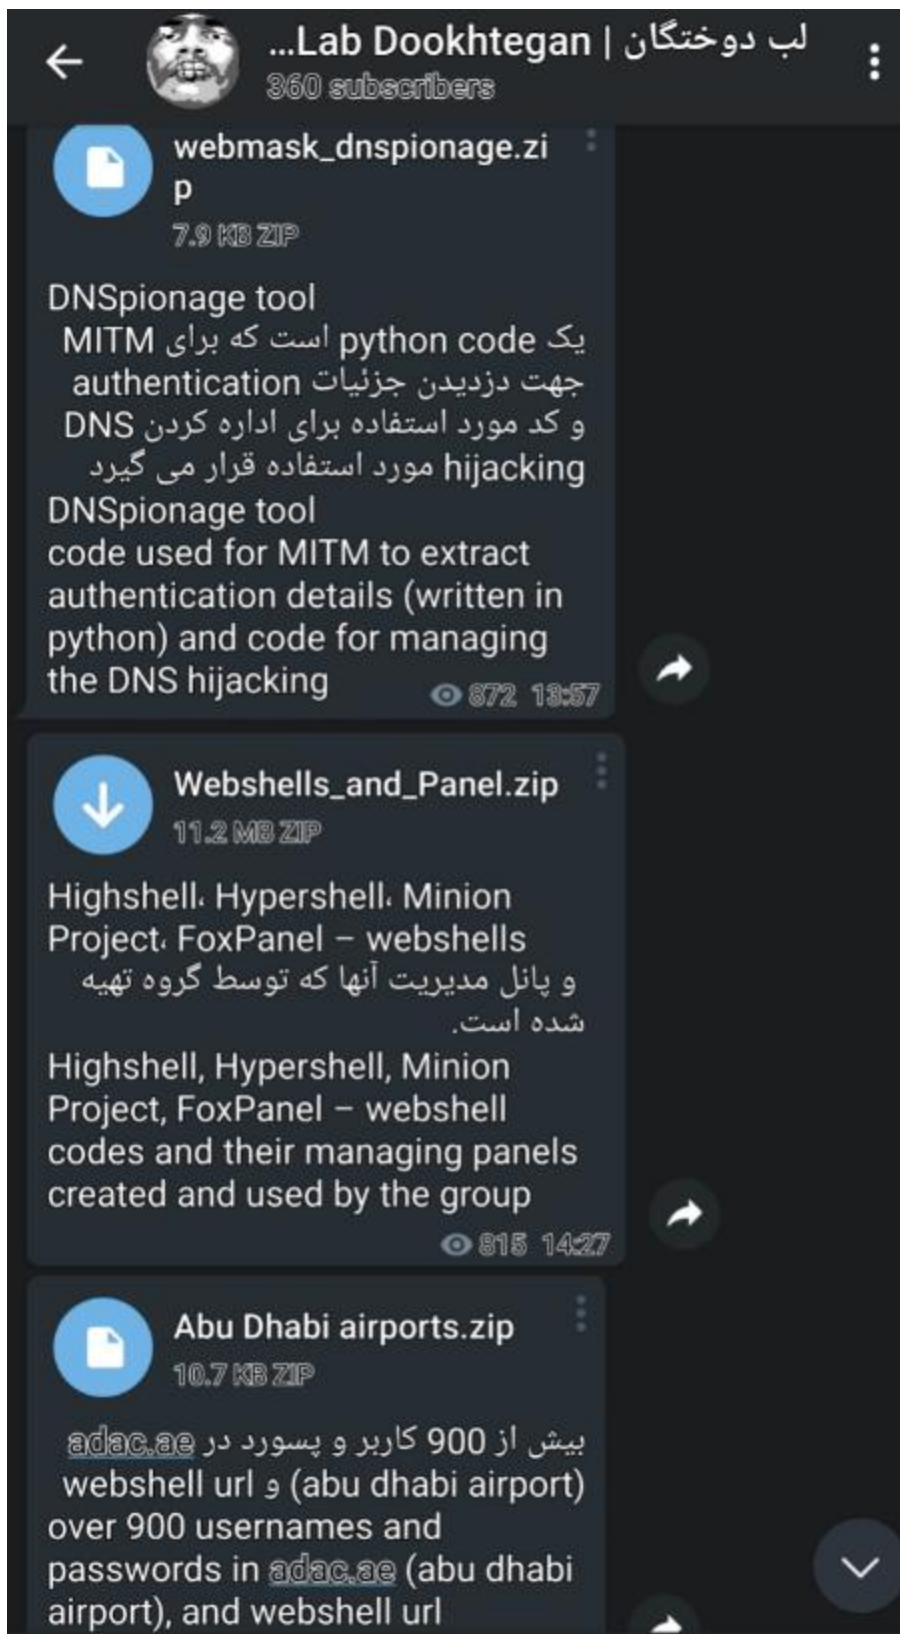 ...Lab Dookhtegan | لب دوختگان
360 subscribers
webmask_dnspionage.zi
p
7.9 KB ZIP
DNSpionage tool
یک python code است که برای MITM
جهت دزدیدن جزئیات authentication
و کد مورد استفاده برای اداره کردن DNS
hijacking مورد استفاده قرار می گیرد
DNSpionage tool
code used for MITM to extract
authentication details (written in
python) and code for managing
the DNS hijacking
872 13:57
Webshells_and_Panel.zip
11.2 MB ZIP
Highshell، Hypershell، Minion
Project، FoxPanel – webshells
و پانل مدیریت آنها که توسط گروه تهیه
شده است.
Highshell, Hypershell, Minion
Project, FoxPanel – webshell
codes and their managing panels
created and used by the group
815 14:27
Abu Dhabi airports.zip
10.7 KB ZIP
بیش از 900 کاربر و پسورد در adac.ae
(abu dhabi airport) و webshell url
over 900 usernames and
passwords in adac.ae (abu dhabi
airport), and webshell url